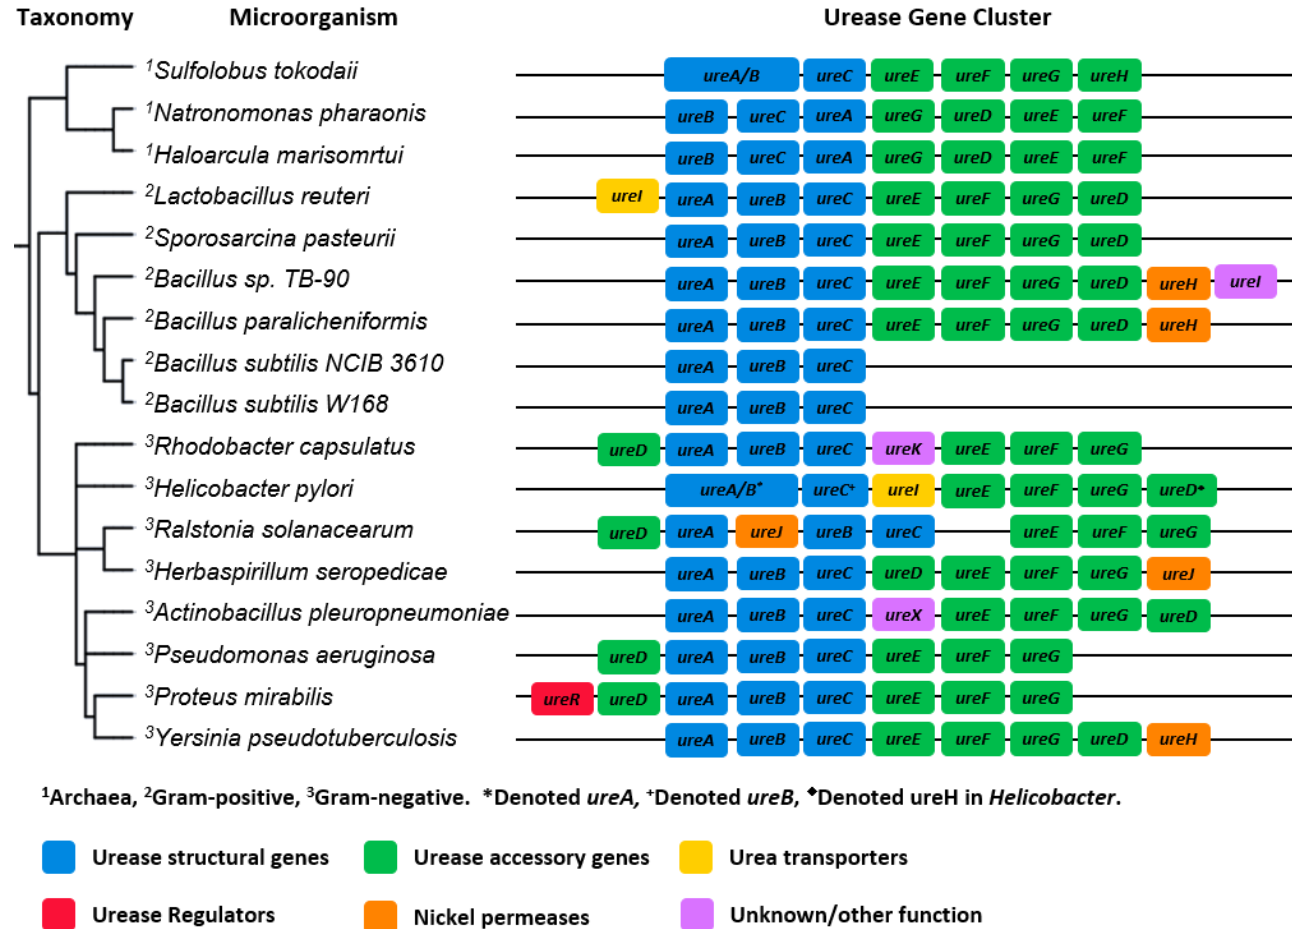 Taxonomy Microorganism Urease Gene Cluster
¹Sulfolobus tokodaii ureA/B ureC ureE ureF ureG ureH
¹Natronomonas pharaonis ureB ureC ureA ureG ureD ureE ureF
¹Haloarcula marisomrtui ureB ureC ureA ureG ureD ureE ureF
²Lactobacillus reuteri ureI ureA ureB ureC ureE ureF ureG ureD
²Sporosarcina pasteurii ureA ureB ureC ureE ureF ureG ureD
²Bacillus sp. TB-90 ureA ureB ureC ureE ureF ureG ureD ureH ureI
²Bacillus paralicheniformis ureA ureB ureC ureE ureF ureG ureD ureH
²Bacillus subtilis NCIB 3610 ureA ureB ureC
²Bacillus subtilis W168 ureA ureB ureC
³Rhodobacter capsulatus ureD ureA ureB ureC ureK ureE ureF ureG
³Helicobacter pylori ureA/B* ureC⁺ ureI ureE ureF ureG ureD◆
³Ralstonia solanacearum ureD ureA ureJ ureB ureC ureE ureF ureG
³Herbaspirillum seropedicae ureA ureB ureC ureD ureE ureF ureG ureJ
³Actinobacillus pleuropneumoniae ureA ureB ureC ureX ureE ureF ureG ureD
³Pseudomonas aeruginosa ureD ureA ureB ureC ureE ureF ureG
³Proteus mirabilis ureR ureD ureA ureB ureC ureE ureF ureG
³Yersinia pseudotuberculosis ureA ureB ureC ureE ureF ureG ureD ureH
¹Archaea, ²Gram-positive, ³Gram-negative. *Denoted ureA, ⁺Denoted ureB, ◆Denoted ureH in Helicobacter.
Urease structural genes Urease accessory genes Urea transporters
Urease Regulators Nickel permeases Unknown/other function